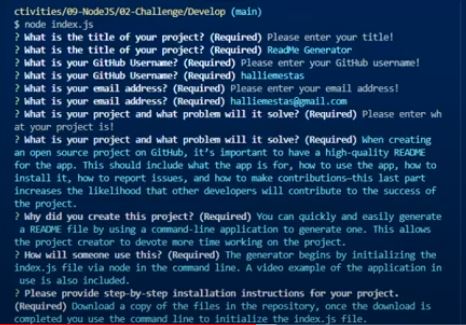 ctivities/09-NodeJS/02-Challenge/Develop (main)
$ node index.js
? What is the title of your project? (Required) Please enter your title!
? What is the title of your project? (Required) ReadMe Generator
? What is your GitHub Username? (Required) Please enter your GitHub username!
? What is your GitHub Username? (Required) halliemestas
? What is your email address? (Required) Please enter your email address!
? What is your email address? (Required) halliemestas@gmail.com
? What is your project and what problem will it solve? (Required) Please enter wh
at your project is!
? What is your project and what problem will it solve? (Required) When creating
an open source project on GitHub, it's important to have a high-quality README
for the app. This should include what the app is for, how to use the app, how to
install it, how to report issues, and how to make contributions—this last part
increases the likelihood that other developers will contribute to the success of
the project.
? Why did you create this project? (Required) You can quickly and easily generate
a README file by using a command-line application to generate one. This allows
the project creator to devote more time working on the project.
? How will someone use this? (Required) The generator begins by initializing the
index.js file via node in the command line. A video example of the application in
use is also included.
? Please provide step-by-step installation instructions for your project.
(Required) Download a copy of the files in the repository, once the download is
completed you use the command line to initialize the index.js file.